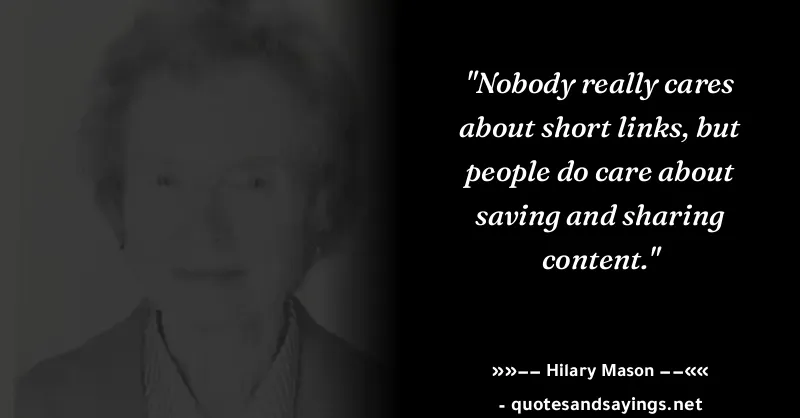 "Nobody really cares
about short links, but
people do care about
saving and sharing
content."
»»−− Hilary Mason −−««
- quotesandsayings.net